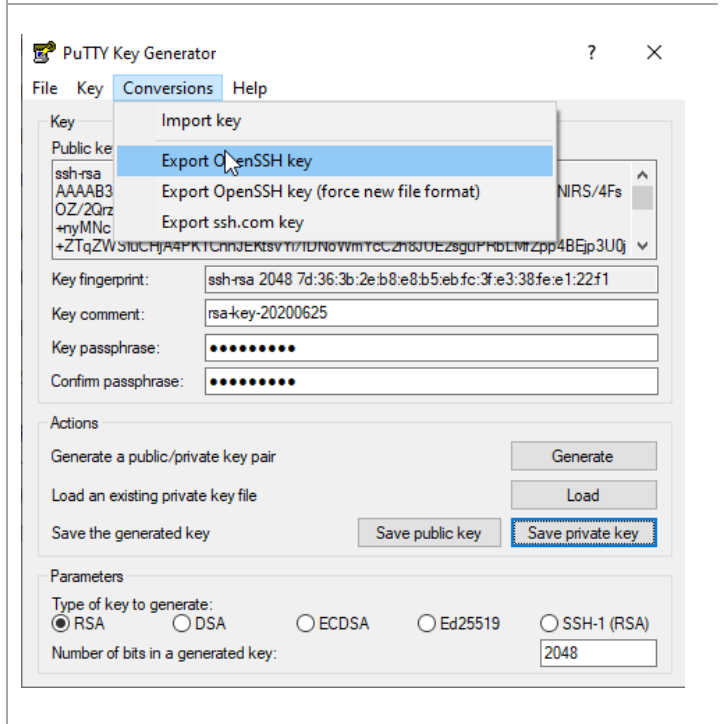 PuTTY Key Generator
?
File Key Conversions Help
Import key
Export OpenSSH key
Export OpenSSH key (force new file format)
Export ssh.com key
Key
Public ke
ssh-rsa
AAAAB3 NIRS/4Fs
OZ/2Qrz
+nyMNc
Key fingerprint: ssh-rsa 2048 7d:36:3b:2e:b8:e8:b5:eb:fc:3f:e3:38:fe:e1:22:f1
Key comment: rsa-key-20200625
Key passphrase: ●●●●●●●●●
Confirm passphrase: ●●●●●●●●●
Actions
Generate a public/private key pair Generate
Load an existing private key file Load
Save the generated key Save public key Save private key
Parameters
Type of key to generate:
RSA DSA ECDSA Ed25519 SSH-1 (RSA)
Number of bits in a generated key: 2048